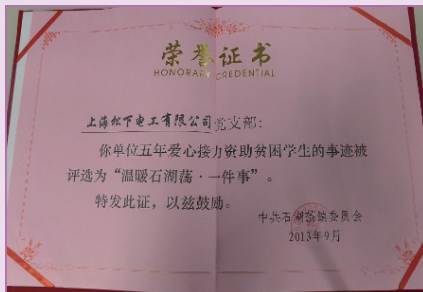 荣誉证书
HONORARY CREDENTIAL
上海松下电工有限公司党支部：
你单位五年爱心接力资助贫困学生的事迹被
评选为“温暖石湖荡·一件事”。
特发此证，以兹鼓励。
中共石湖荡镇委员会
2013年9月